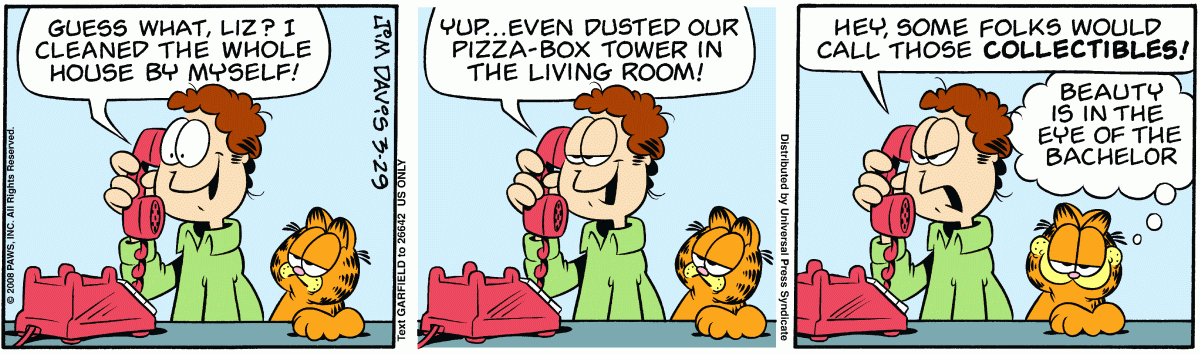 GUESS WHAT, LIZ? I
CLEANED THE WHOLE
HOUSE BY MYSELF!
© 2008 PAWS, INC. All Rights Reserved.
JIM DAVIS 3-29
Text GARFIELD to 26642 US ONLY
YUP...EVEN DUSTED OUR
PIZZA-BOX TOWER IN
THE LIVING ROOM!
Distributed by Universal Press Syndicate
HEY, SOME FOLKS WOULD
CALL THOSE COLLECTIBLES!
BEAUTY
IS IN THE
EYE OF THE
BACHELOR